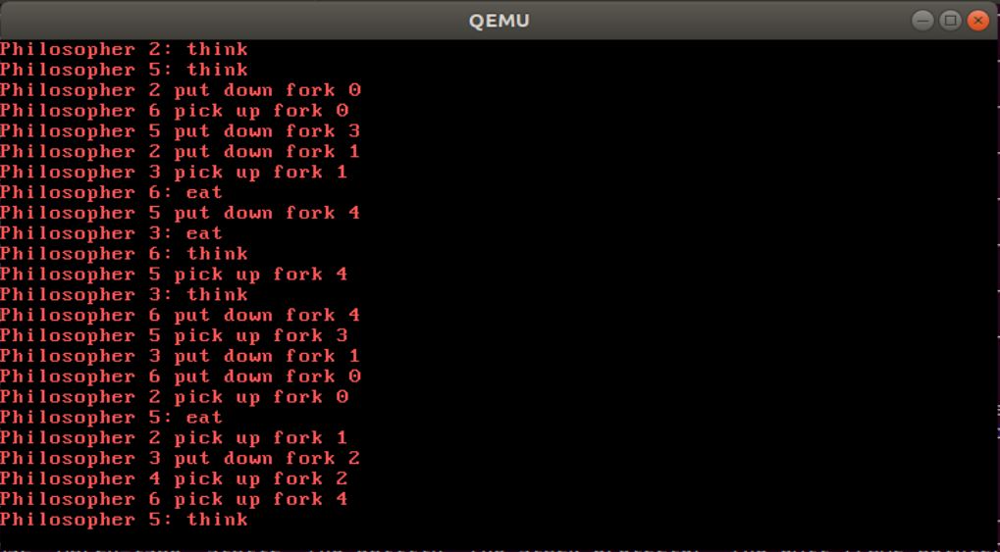 QEMU
Philosopher 2: think
Philosopher 5: think
Philosopher 2 put down fork 0
Philosopher 6 pick up fork 0
Philosopher 5 put down fork 3
Philosopher 2 put down fork 1
Philosopher 3 pick up fork 1
Philosopher 6: eat
Philosopher 5 put down fork 4
Philosopher 3: eat
Philosopher 6: think
Philosopher 5 pick up fork 4
Philosopher 3: think
Philosopher 6 put down fork 4
Philosopher 5 pick up fork 3
Philosopher 3 put down fork 1
Philosopher 6 put down fork 0
Philosopher 2 pick up fork 0
Philosopher 5: eat
Philosopher 2 pick up fork 1
Philosopher 3 put down fork 2
Philosopher 4 pick up fork 2
Philosopher 6 pick up fork 4
Philosopher 5: think